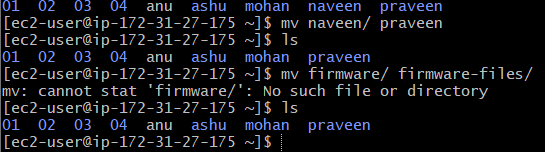 01  02  03  04  anu  ashu  mohan  naveen  praveen
[ec2-user@ip-172-31-27-175 ~]$ mv naveen/ praveen
[ec2-user@ip-172-31-27-175 ~]$ ls
01  02  03  04  anu  ashu  mohan  praveen
[ec2-user@ip-172-31-27-175 ~]$ mv firmware/ firmware-files/
mv: cannot stat 'firmware/': No such file or directory
[ec2-user@ip-172-31-27-175 ~]$ ls
01  02  03  04  anu  ashu  mohan  praveen
[ec2-user@ip-172-31-27-175 ~]$